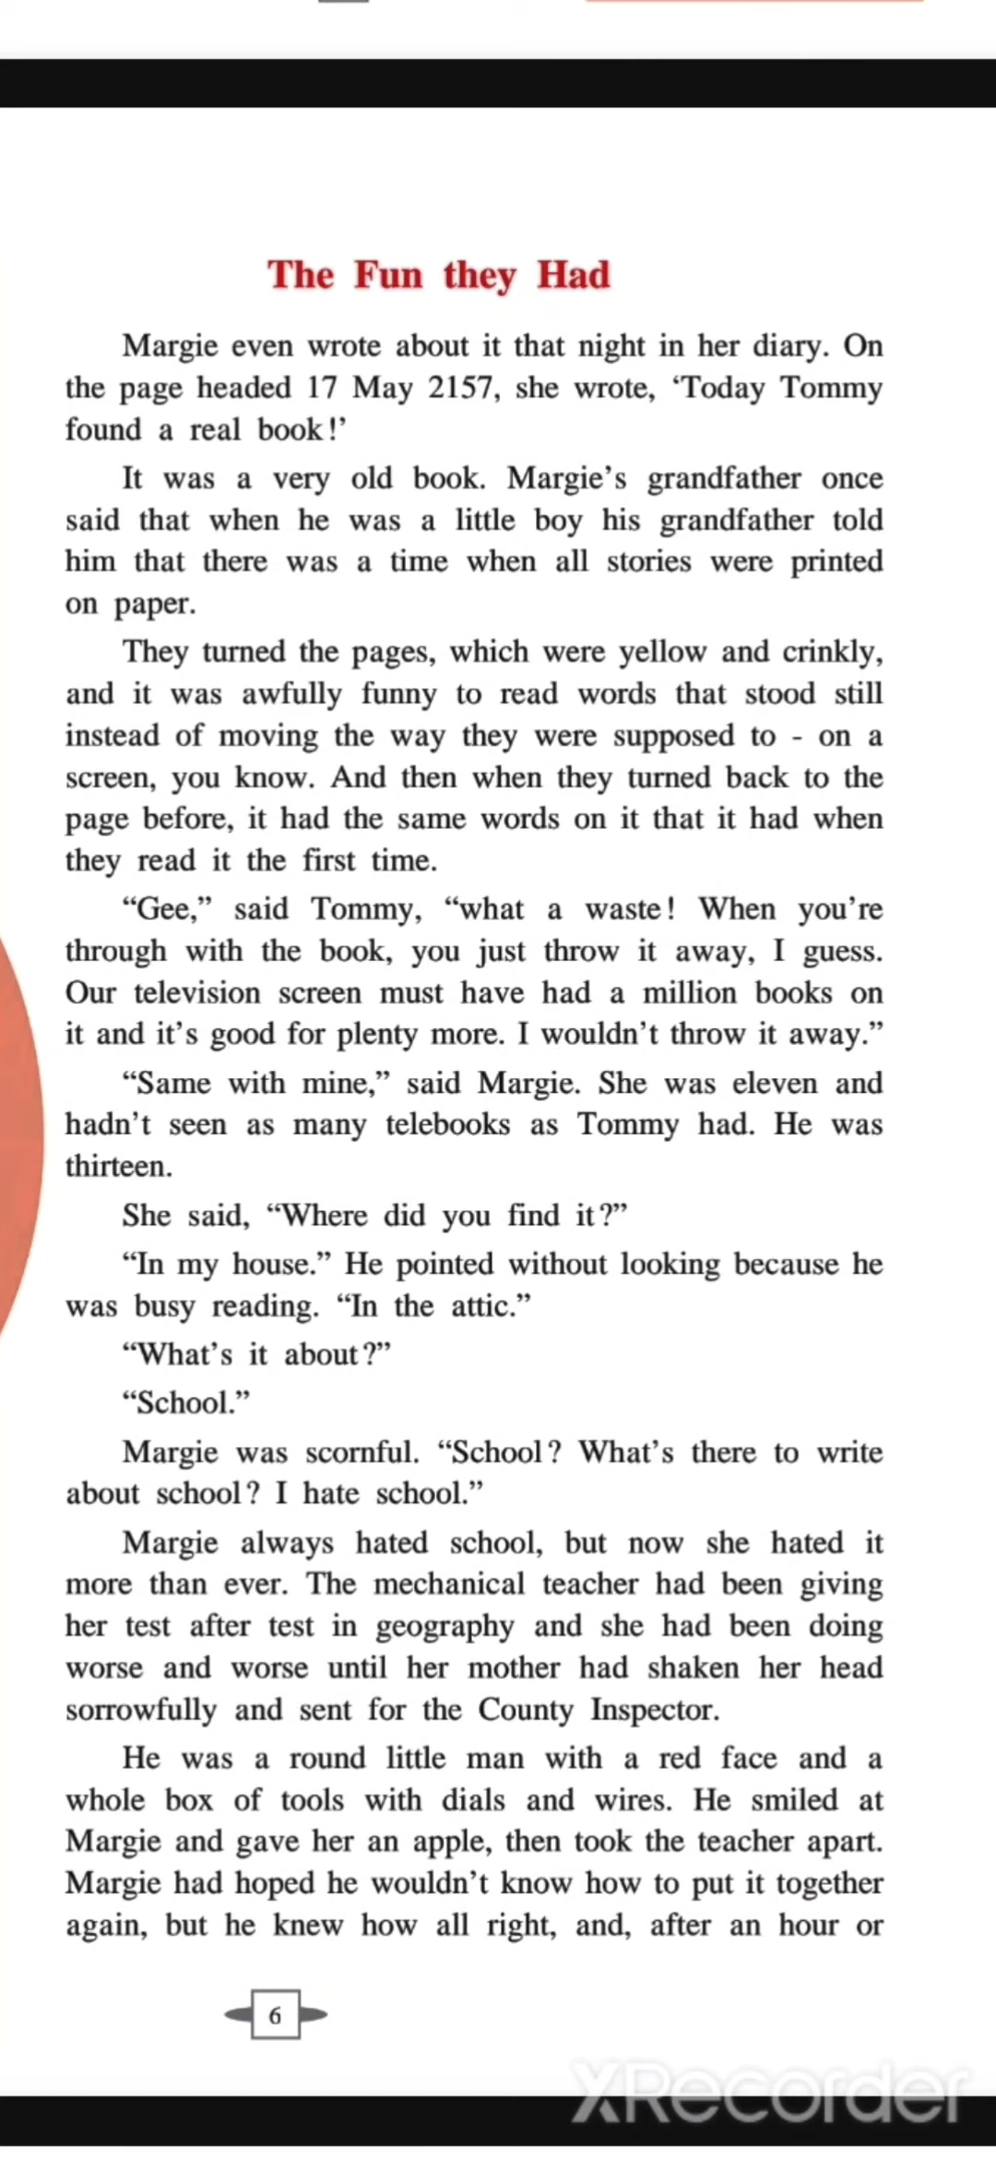 The Fun they Had
Margie even wrote about it that night in her diary. On
the page headed 17 May 2157, she wrote, ‘Today Tommy
found a real book!’
It was a very old book. Margie’s grandfather once
said that when he was a little boy his grandfather told
him that there was a time when all stories were printed
on paper.
They turned the pages, which were yellow and crinkly,
and it was awfully funny to read words that stood still
instead of moving the way they were supposed to - on a
screen, you know. And then when they turned back to the
page before, it had the same words on it that it had when
they read it the first time.
“Gee,” said Tommy, “what a waste! When you’re
through with the book, you just throw it away, I guess.
Our television screen must have had a million books on
it and it’s good for plenty more. I wouldn’t throw it away.”
“Same with mine,” said Margie. She was eleven and
hadn’t seen as many telebooks as Tommy had. He was
thirteen.
She said, “Where did you find it?”
“In my house.” He pointed without looking because he
was busy reading. “In the attic.”
“What’s it about?”
“School.”
Margie was scornful. “School? What’s there to write
about school? I hate school.”
Margie always hated school, but now she hated it
more than ever. The mechanical teacher had been giving
her test after test in geography and she had been doing
worse and worse until her mother had shaken her head
sorrowfully and sent for the County Inspector.
He was a round little man with a red face and a
whole box of tools with dials and wires. He smiled at
Margie and gave her an apple, then took the teacher apart.
Margie had hoped he wouldn’t know how to put it together
again, but he knew how all right, and, after an hour or
6
XRecorder